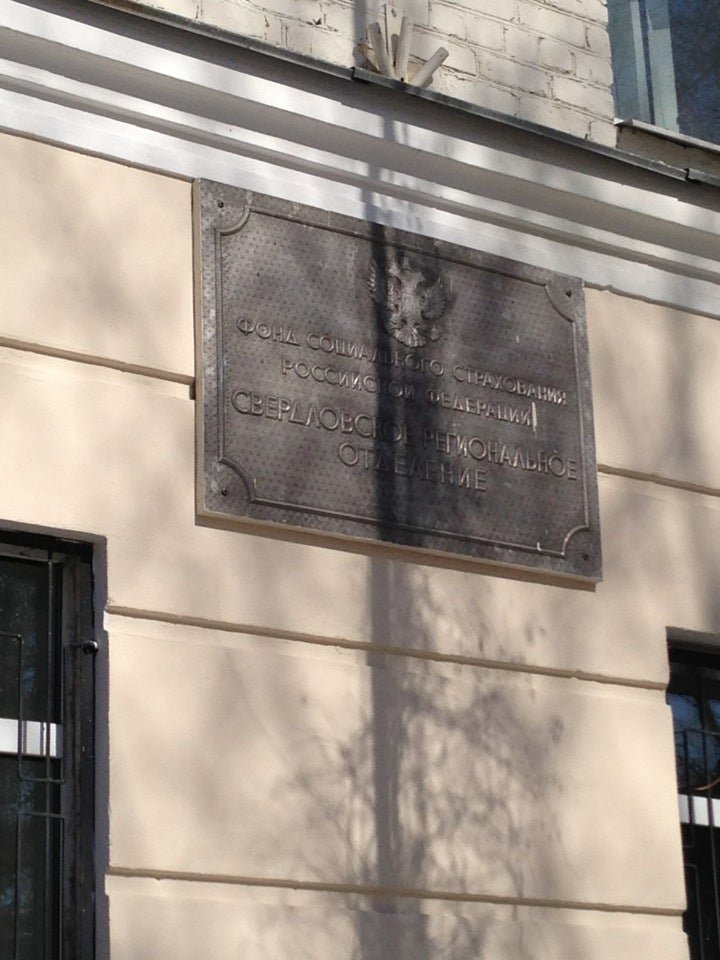 ФОНД СОЦИАЛЬНОГО СТРАХОВАНИЯ
РОССИЙСКОЙ ФЕДЕРАЦИИ
СВЕРДЛОВСКОЕ РЕГИОНАЛЬНОЕ
ОТДЕЛЕНИЕ